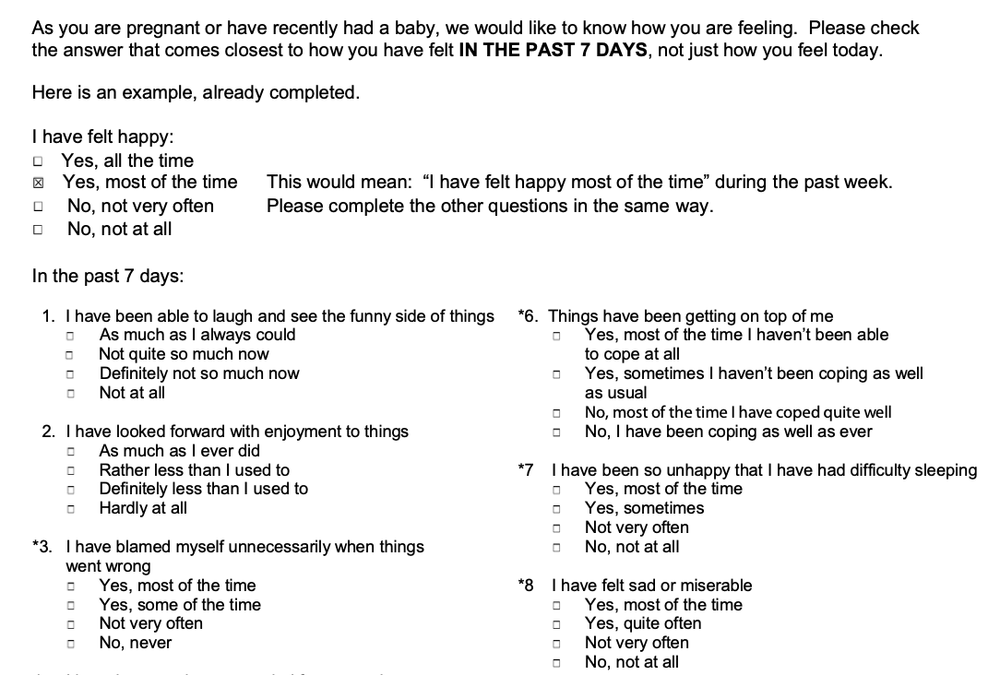 As you are pregnant or have recently had a baby, we would like to know how you are feeling.  Please check
the answer that comes closest to how you have felt IN THE PAST 7 DAYS, not just how you feel today.
Here is an example, already completed.
I have felt happy:
□ Yes, all the time
☒ Yes, most of the time This would mean:  “I have felt happy most of the time” during the past week.
□ No, not very often Please complete the other questions in the same way.
□ No, not at all
In the past 7 days:
1. I have been able to laugh and see the funny side of things
□ As much as I always could
□ Not quite so much now
□ Definitely not so much now
□ Not at all
2. I have looked forward with enjoyment to things
□ As much as I ever did
□ Rather less than I used to
□ Definitely less than I used to
□ Hardly at all
*3. I have blamed myself unnecessarily when things
went wrong
□ Yes, most of the time
□ Yes, some of the time
□ Not very often
□ No, never
*6. Things have been getting on top of me
□ Yes, most of the time I haven’t been able
to cope at all
□ Yes, sometimes I haven’t been coping as well
as usual
□ No, most of the time I have coped quite well
□ No, I have been coping as well as ever
*7 I have been so unhappy that I have had difficulty sleeping
□ Yes, most of the time
□ Yes, sometimes
□ Not very often
□ No, not at all
*8 I have felt sad or miserable
□ Yes, most of the time
□ Yes, quite often
□ Not very often
□ No, not at all